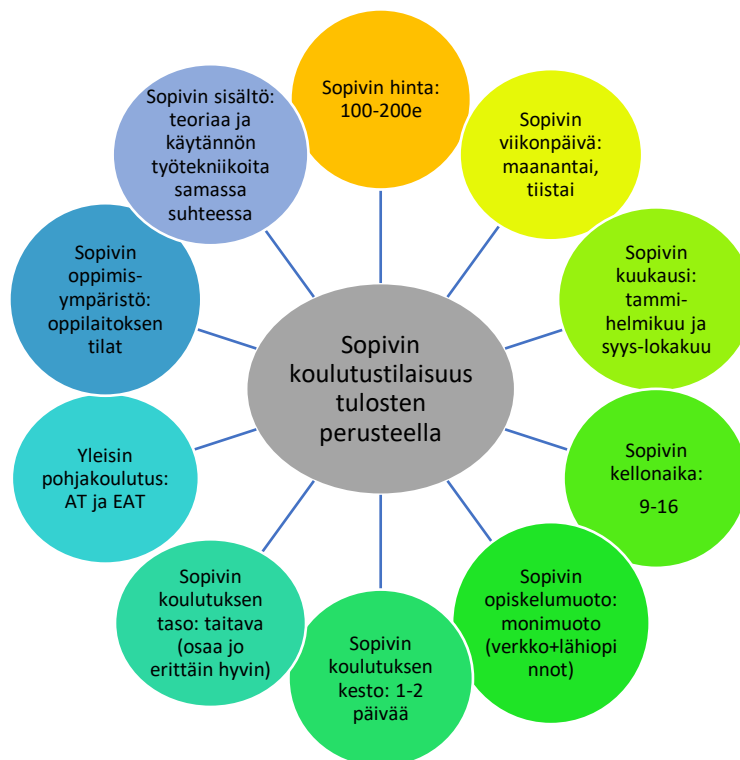 Sopivin hinta:
100-200e
Sopivin
viikonpäivä:
maanantai,
tiistai
Sopivin
kuukausi:
tammi-
helmikuu ja
syys-lokakuu
Sopivin
kellonaika:
9-16
Sopivin
opiskelumuoto:
monimuoto
(verkko+lähiopi
nnot)
Sopivin
koulutuksen
kesto: 1-2
päivää
Sopivin
koulutuksen
taso: taitava
(osaa jo
erittäin hyvin)
Yleisin
pohjakoulutus:
AT ja EAT
Sopivin
oppimis-
ympäristö:
oppilaitoksen
tilat
Sopivin sisältö:
teoriaa ja
käytännön
työtekniikoita
samassa
suhteessa
Sopivin
koulutustilaisuus
tulosten
perusteella